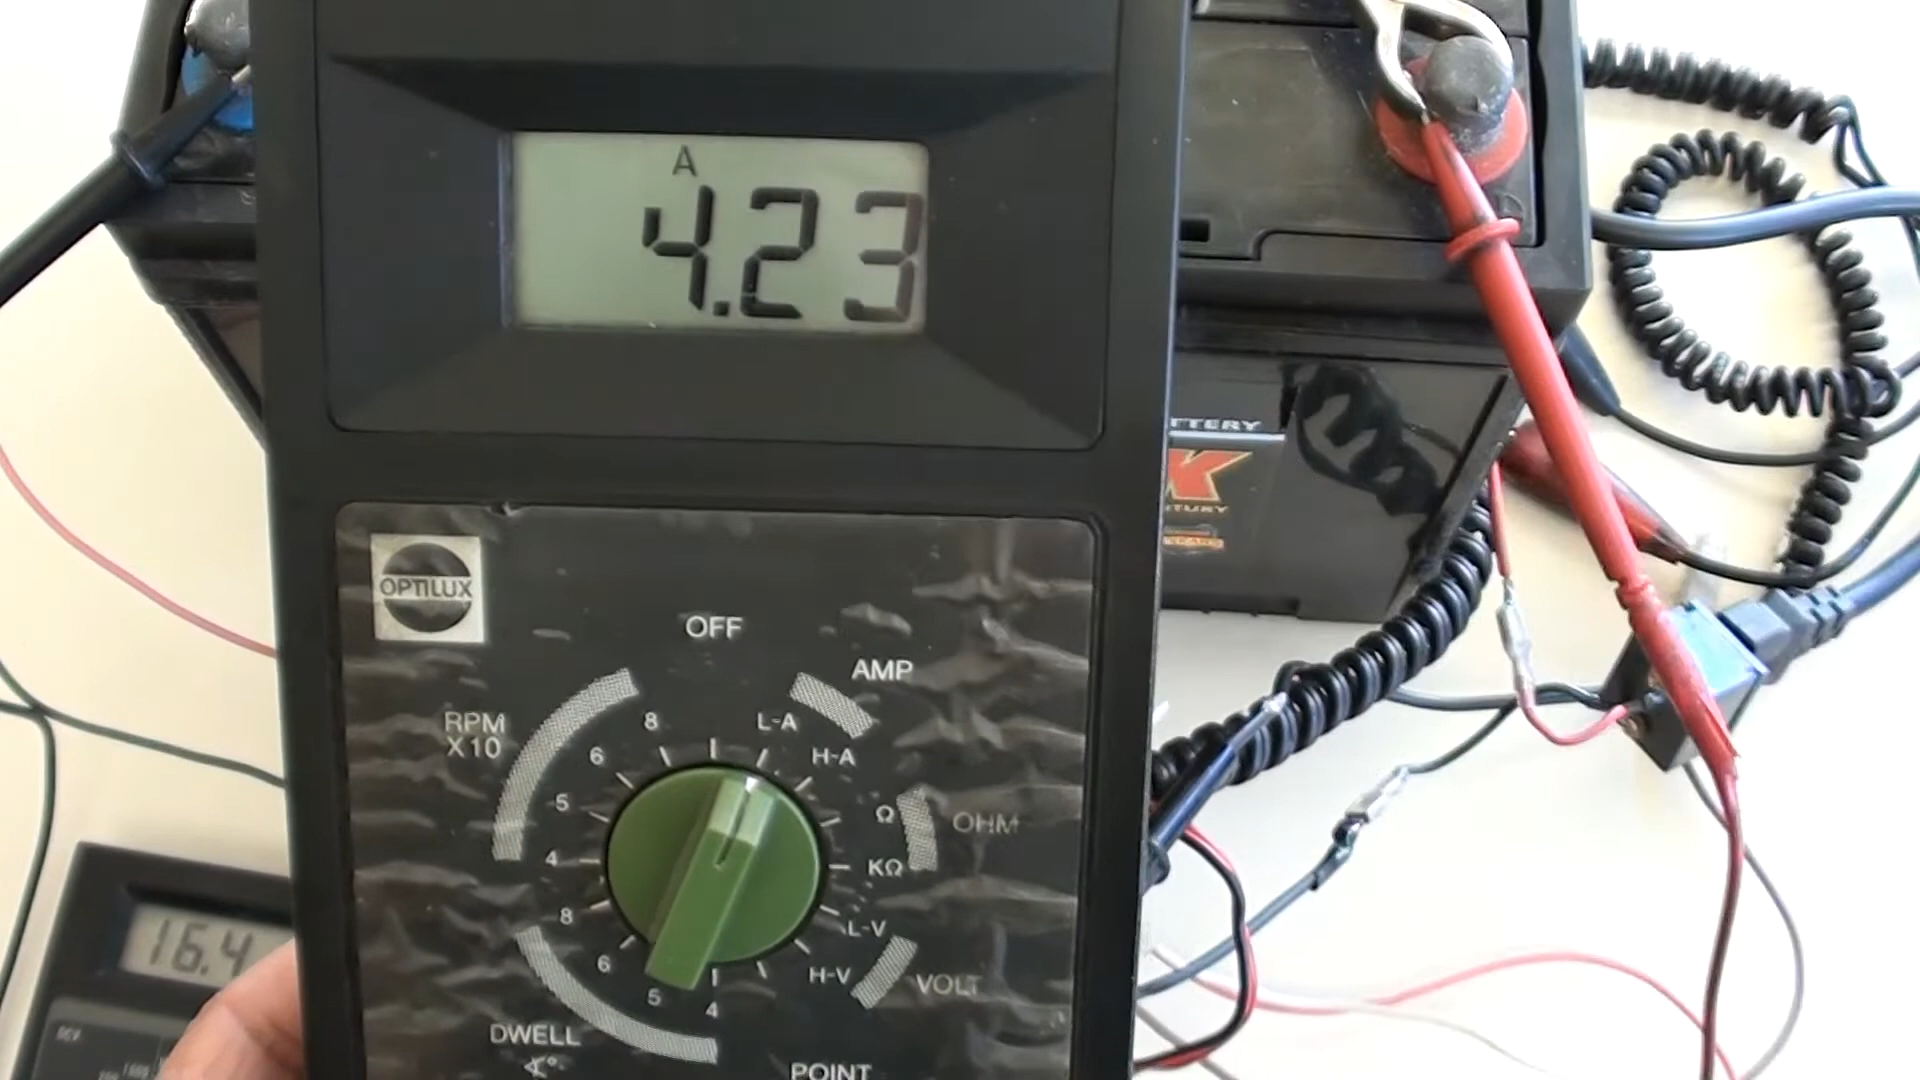 A
4.23
TTERY
K
OPTILUX
OFF
AMP
RPM
X10
8
L-A
6
H-A
5
Ω
OHM
4
KΩ
8
L-V
6
H-V
VOLT
5
4
16.4
DWELL
∢°
POINT